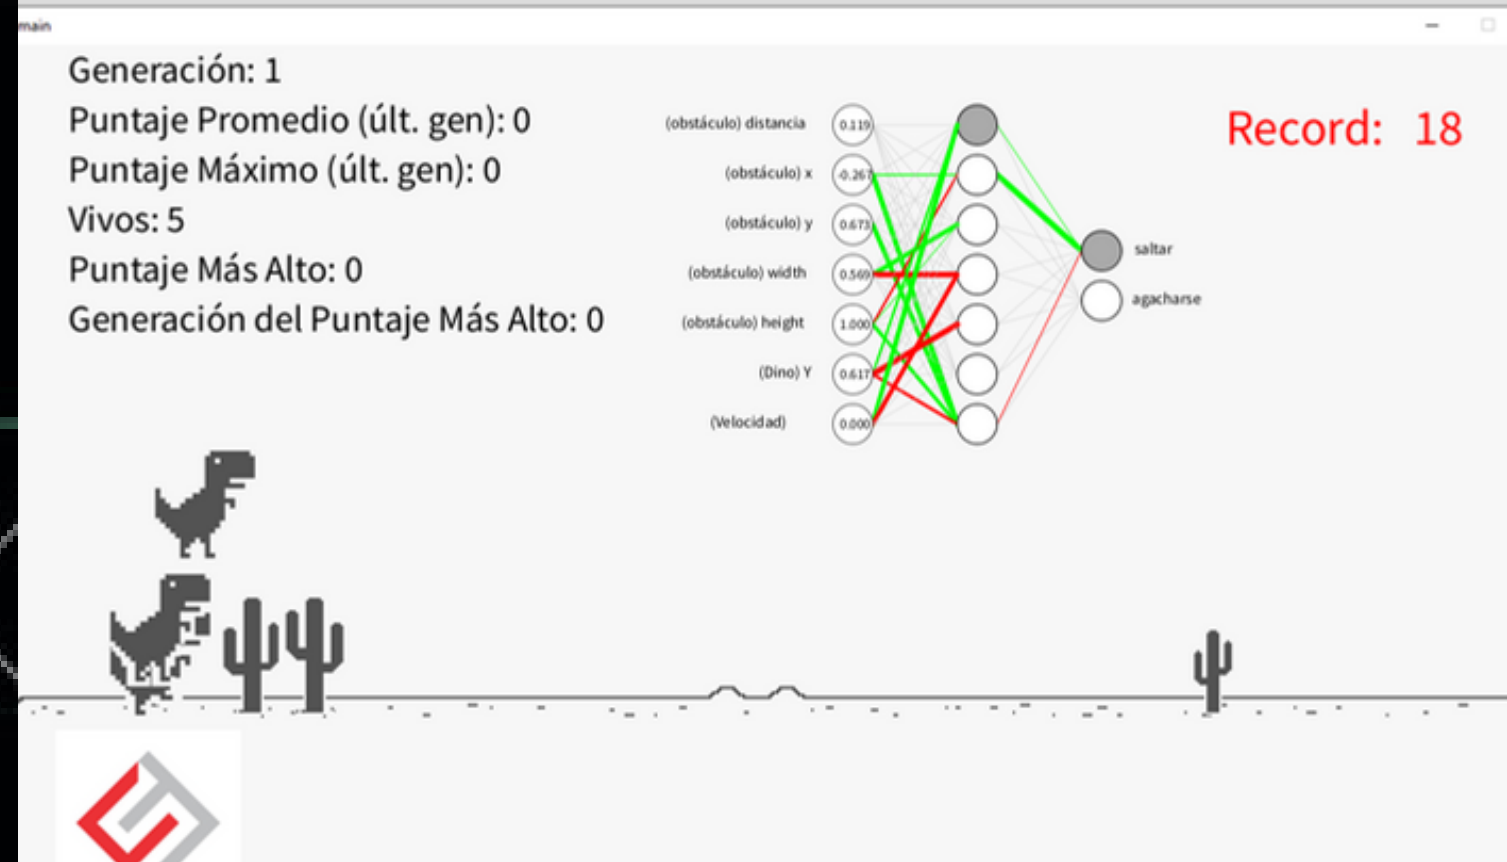 main
Generación: 1
Puntaje Promedio (últ. gen): 0
Puntaje Máximo (últ. gen): 0
Vivos: 5
Puntaje Más Alto: 0
Generación del Puntaje Más Alto: 0
(obstáculo) distancia 0.119
(obstáculo) x -0.267
(obstáculo) y 0.673
(obstáculo) width 0.569
(obstáculo) height 1.000
(Dino) Y 0.617
(Velocidad) 0.000
saltar
agacharse
Record: 18